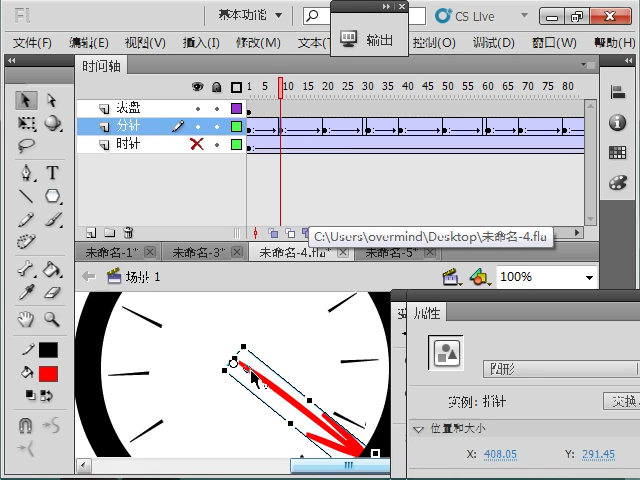 Fl 基本功能 CS Live
文件(F) 编辑(E) 视图(V) 插入(I) 修改(M) 文本(T 输出 控制(O) 调试(D) 窗口(W) 帮助(H)
时间轴
1 5 10 15 20 25 30 35 40 45 50 55 60 65 70 75 80
表盘
分针
时针
C:\Users\overmind\Desktop\未命名-4.fla
未命名-1* 未命名-3* 未命名-4.fla* 未命名-5*
场景 1 100%
属性
图形
实例: 指针 交换.
位置和大小
X: 408.05 Y: 291.45